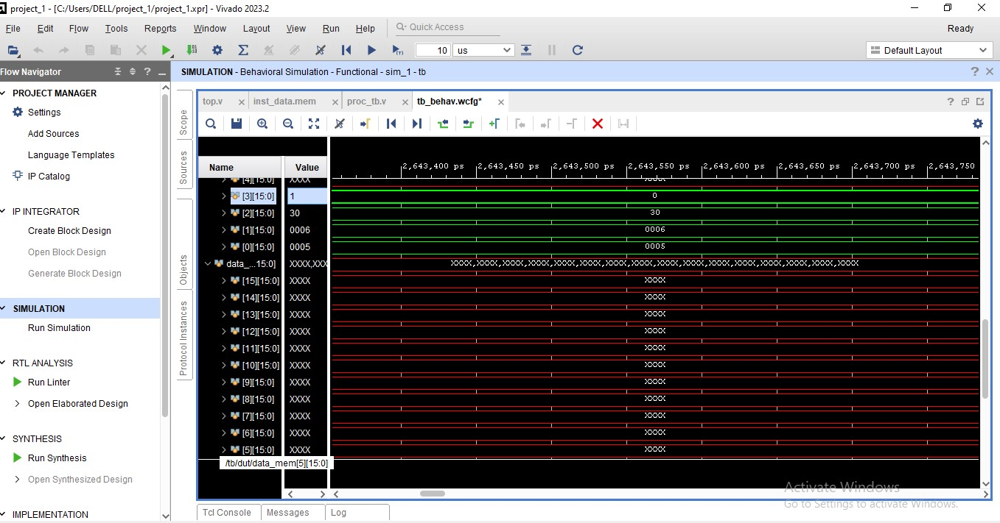 project_1 - [C:/Users/DELL/project_1/project_1.xpr] - Vivado 2023.2
File Edit Flow Tools Reports Window Layout View Run Help Quick Access Ready
10 us Default Layout
Flow Navigator
SIMULATION - Behavioral Simulation - Functional - sim_1 - tb
PROJECT MANAGER
Settings
Add Sources
Language Templates
IP Catalog
IP INTEGRATOR
Create Block Design
Open Block Design
Generate Block Design
SIMULATION
Run Simulation
RTL ANALYSIS
Run Linter
Open Elaborated Design
SYNTHESIS
Run Synthesis
Open Synthesized Design
IMPLEMENTATION
Scope
Sources
Objects
Protocol Instances
top.v inst_data.mem proc_tb.v tb_behav.wcfg*
Name Value
2,643,400 ps 2,643,450 ps 2,643,500 ps 2,643,550 ps 2,643,600 ps 2,643,650 ps 2,643,700 ps 2,643,750
[4][15:0] XXXX XXXX
[3][15:0] 1 0
[2][15:0] 30 30
[1][15:0] 0006 0006
[0][15:0] 0005 0005
data_...15:0] XXXX,XXX XXXX,XXXX,XXXX,XXXX,XXXX,XXXX,XXXX,XXXX,XXXX,XXXX,XXXX,XXXX,XXXX,XXXX,XXXX,XXXX
[15][15:0] XXXX XXXX
[14][15:0] XXXX XXXX
[13][15:0] XXXX XXXX
[12][15:0] XXXX XXXX
[11][15:0] XXXX XXXX
[10][15:0] XXXX XXXX
[9][15:0] XXXX XXXX
[8][15:0] XXXX XXXX
[7][15:0] XXXX XXXX
[6][15:0] XXXX XXXX
[5][15:0] XXXX XXXX
/tb/dut/data_mem[5][15:0]
Activate Windows
Go to Settings to activate Windows.
Tcl Console Messages Log